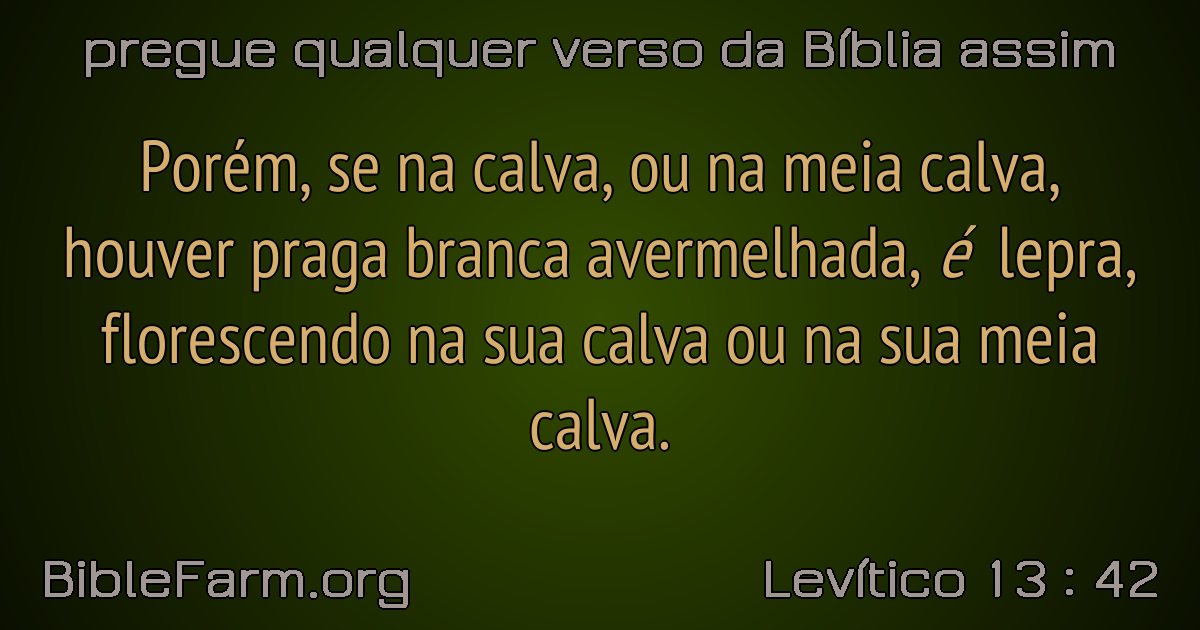 pregue qualquer verso da Bíblia assim
Porém, se na calva, ou na meia calva,
houver praga branca avermelhada, é lepra,
florescendo na sua calva ou na sua meia
calva.
BibleFarm.org
Levítico 13 : 42